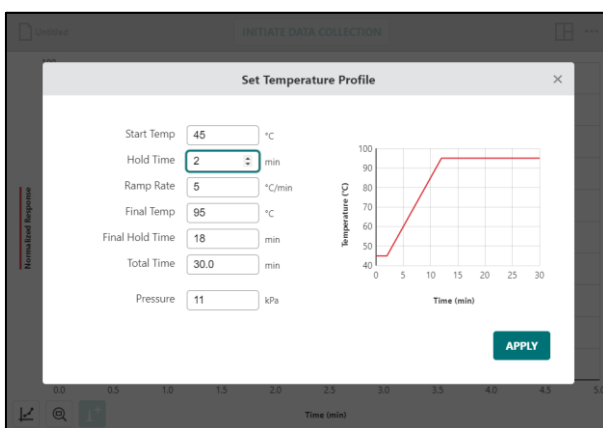 Untitled
INITIATE DATA COLLECTION
Set Temperature Profile
Start Temp 45 °C
Hold Time 2 min
Ramp Rate 5 °C/min
Final Temp 95 °C
Final Hold Time 18 min
Total Time 30.0 min
Pressure 11 kPa
100
90
80
70
60
50
40
Temperature (°C)
0 5 10 15 20 25 30
Time (min)
APPLY
Normalized Response
0.0 0.5 1.0 1.5 2.0 2.5 3.0 3.5 4.0 4.5 5.0
Time (min)